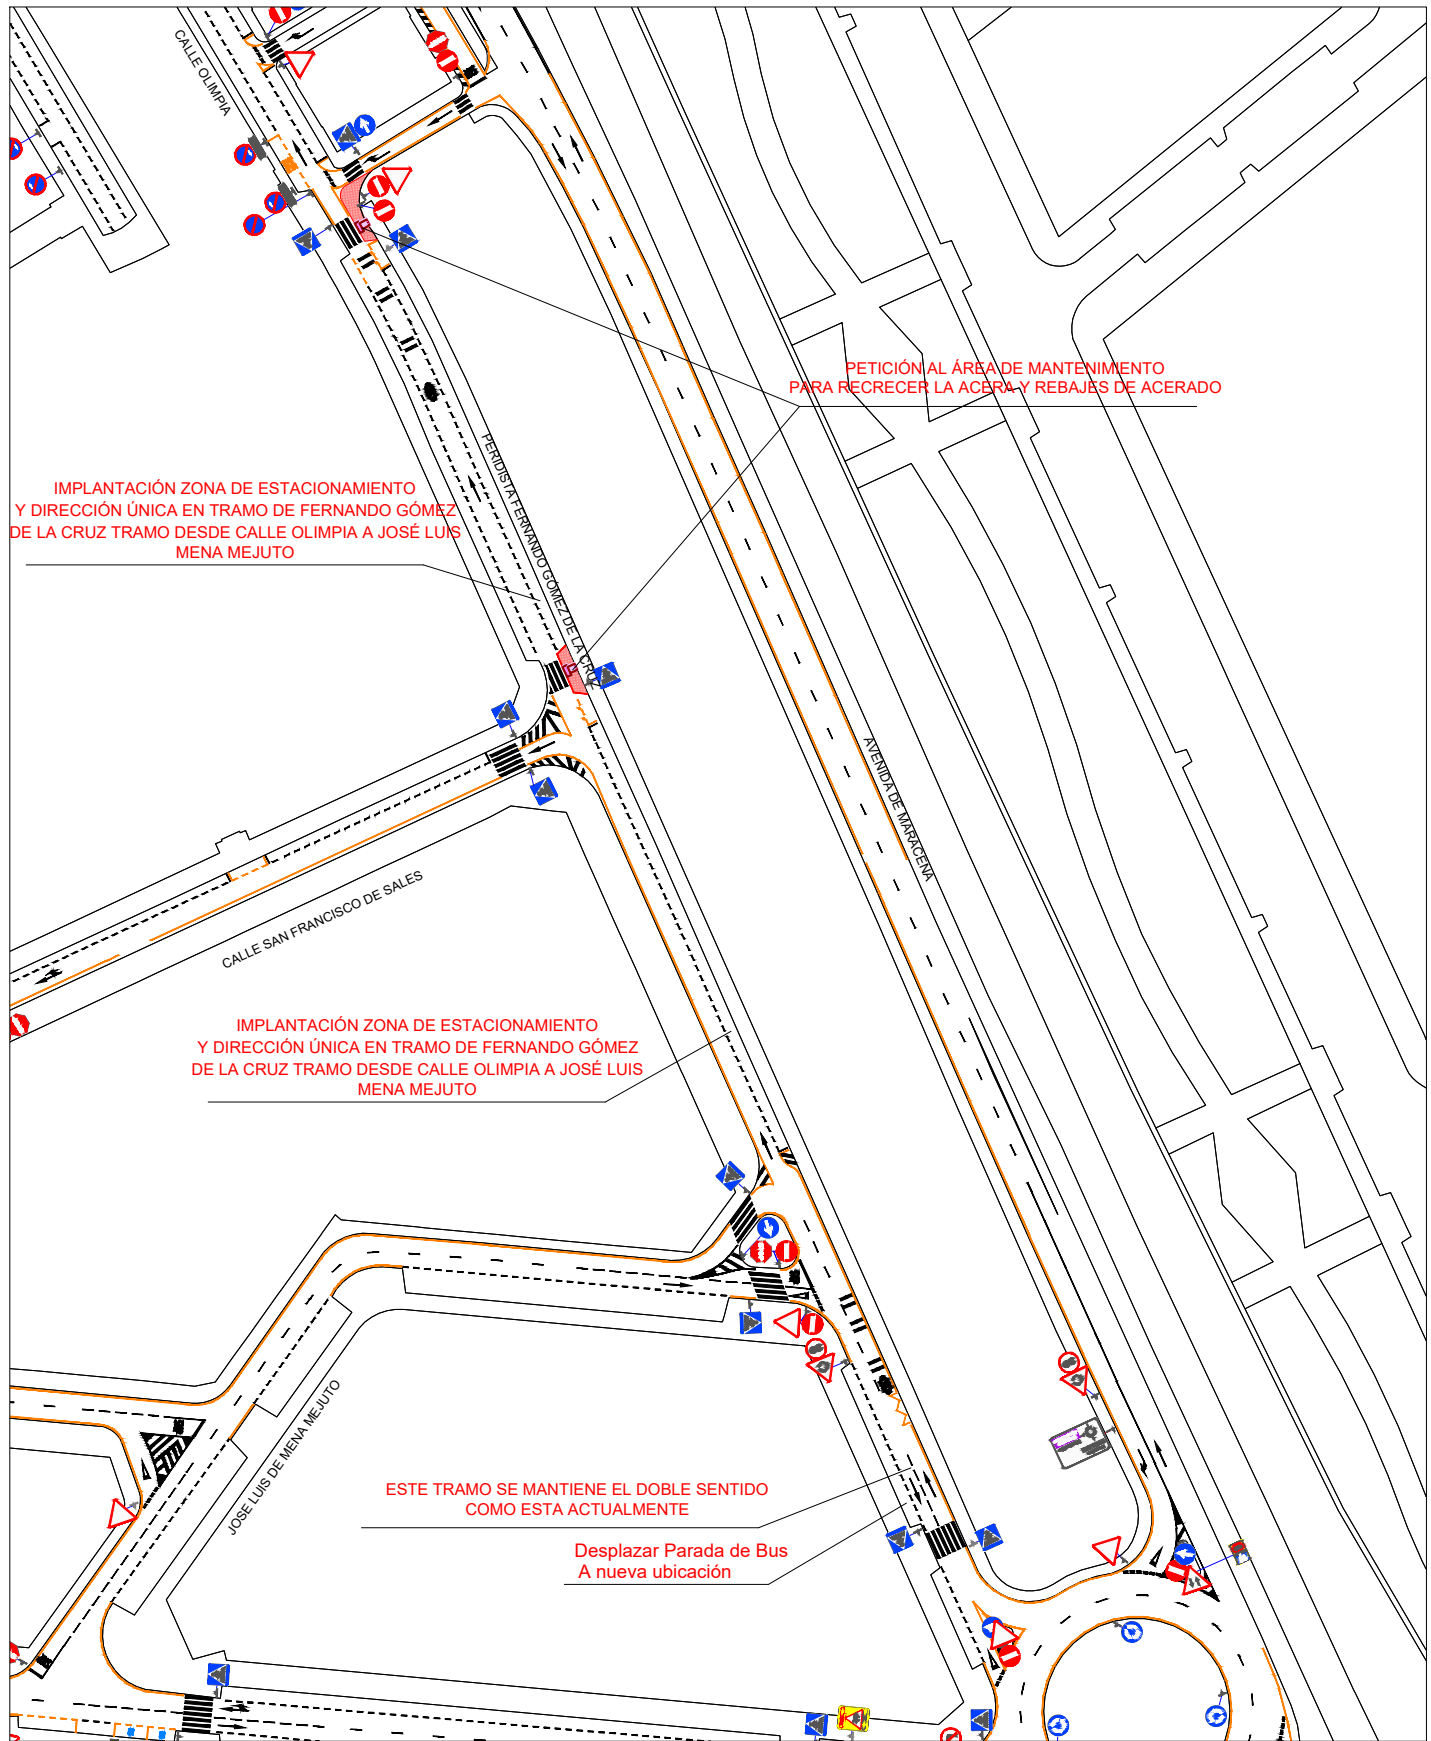 CALLE OLIMPIA
PETICIÓN AL ÁREA DE MANTENIMIENTO
PARA RECRECER LA ACERA Y REBAJES DE ACERADO
PERIDISTA FERNANDO GÓMEZ DE LA CRUZ
IMPLANTACIÓN ZONA DE ESTACIONAMIENTO
Y DIRECCIÓN ÚNICA EN TRAMO DE FERNANDO GÓMEZ
DE LA CRUZ TRAMO DESDE CALLE OLIMPIA A JOSÉ LUIS
MENA MEJUTO
AVENIDA DE MARACENA
CALLE SAN FRANCISCO DE SALES
IMPLANTACIÓN ZONA DE ESTACIONAMIENTO
Y DIRECCIÓN ÚNICA EN TRAMO DE FERNANDO GÓMEZ
DE LA CRUZ TRAMO DESDE CALLE OLIMPIA A JOSÉ LUIS
MENA MEJUTO
JOSE LUIS DE MENA MEJUTO
ESTE TRAMO SE MANTIENE EL DOBLE SENTIDO
COMO ESTA ACTUALMENTE
Desplazar Parada de Bus
A nueva ubicación